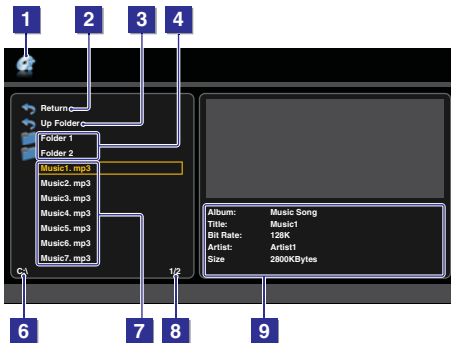 1 2 3 4
Return
Up Folder
Folder 1
Folder 2
Music1. mp3
Music2. mp3
Music3. mp3
Music4. mp3
Music5. mp3
Music6. mp3
Music7. mp3
C:\ 1/2
Album: Music Song
Title: Music1
Bit Rate: 128K
Artist: Artist1
Size 2800KBytes
6 7 8 9